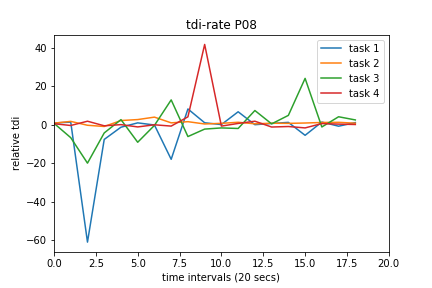 tdi-rate P08
40
20
0
−20
−40
−60
relative tdi
task 1
task 2
task 3
task 4
0.0 2.5 5.0 7.5 10.0 12.5 15.0 17.5 20.0
time intervals (20 secs)